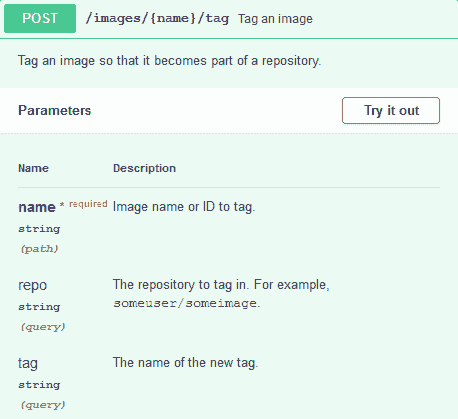 POST /images/{name}/tag Tag an image
Tag an image so that it becomes part of a repository.
Parameters Try it out
Name Description
name * required Image name or ID to tag.
string
(path)
repo The repository to tag in. For example,
string someuser/someimage.
(query)
tag The name of the new tag.
string
(query)